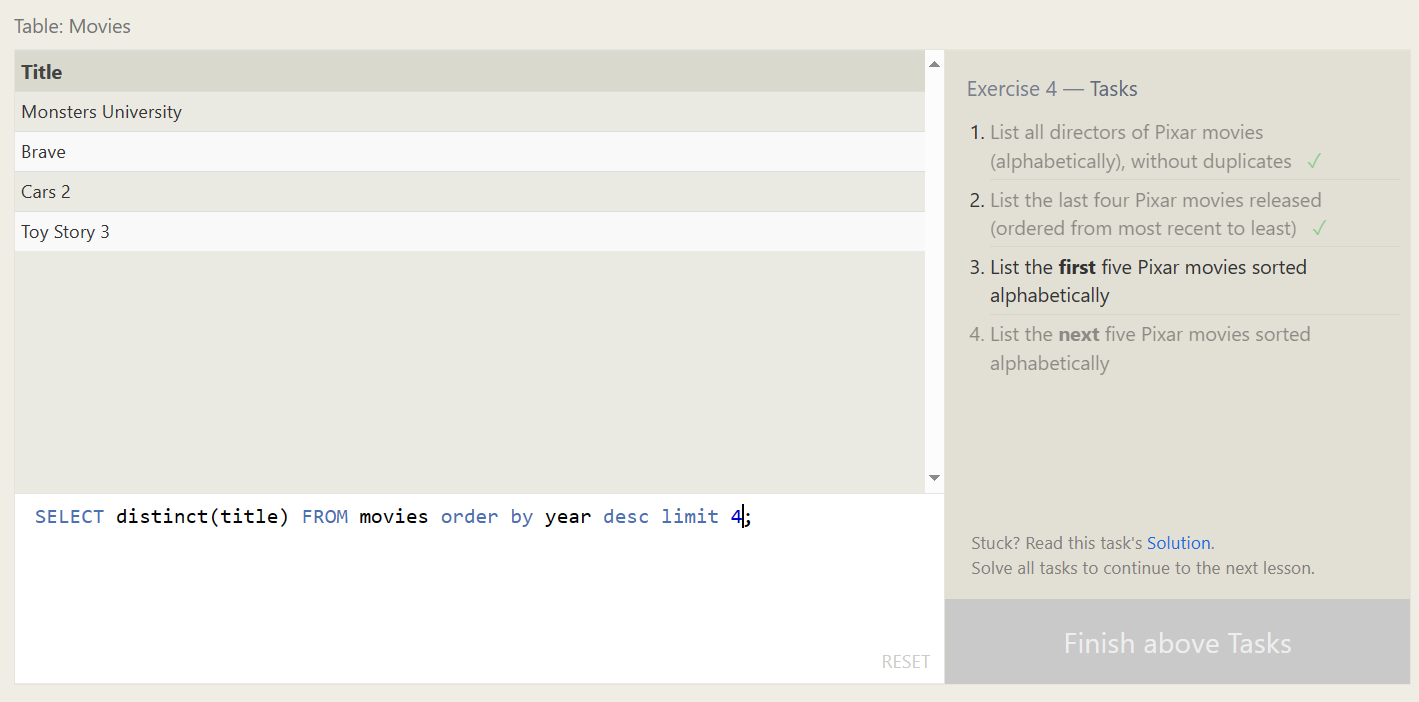 Table: Movies
Title
Monsters University
Brave
Cars 2
Toy Story 3
SELECT distinct(title) FROM movies order by year desc limit 4;
RESET
Exercise 4 — Tasks
1. List all directors of Pixar movies
(alphabetically), without duplicates ✓
2. List the last four Pixar movies released
(ordered from most recent to least) ✓
3. List the first five Pixar movies sorted
alphabetically
4. List the next five Pixar movies sorted
alphabetically
Stuck? Read this task's Solution.
Solve all tasks to continue to the next lesson.
Finish above Tasks